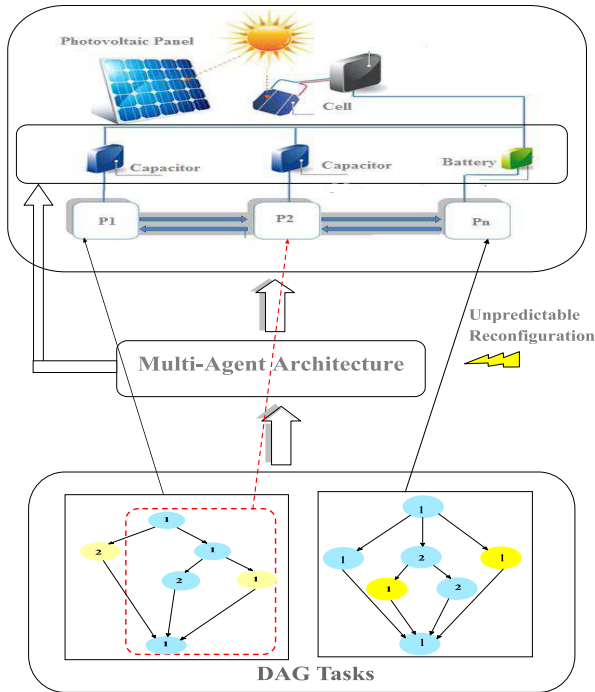 Photovoltaic Panel
Cell
Capacitor
Capacitor
Battery
P1
P2
Pn
Unpredictable
Reconfiguration
Multi-Agent Architecture
1
2
1
2
1
1
1
1
2
1
1
2
1
DAG Tasks